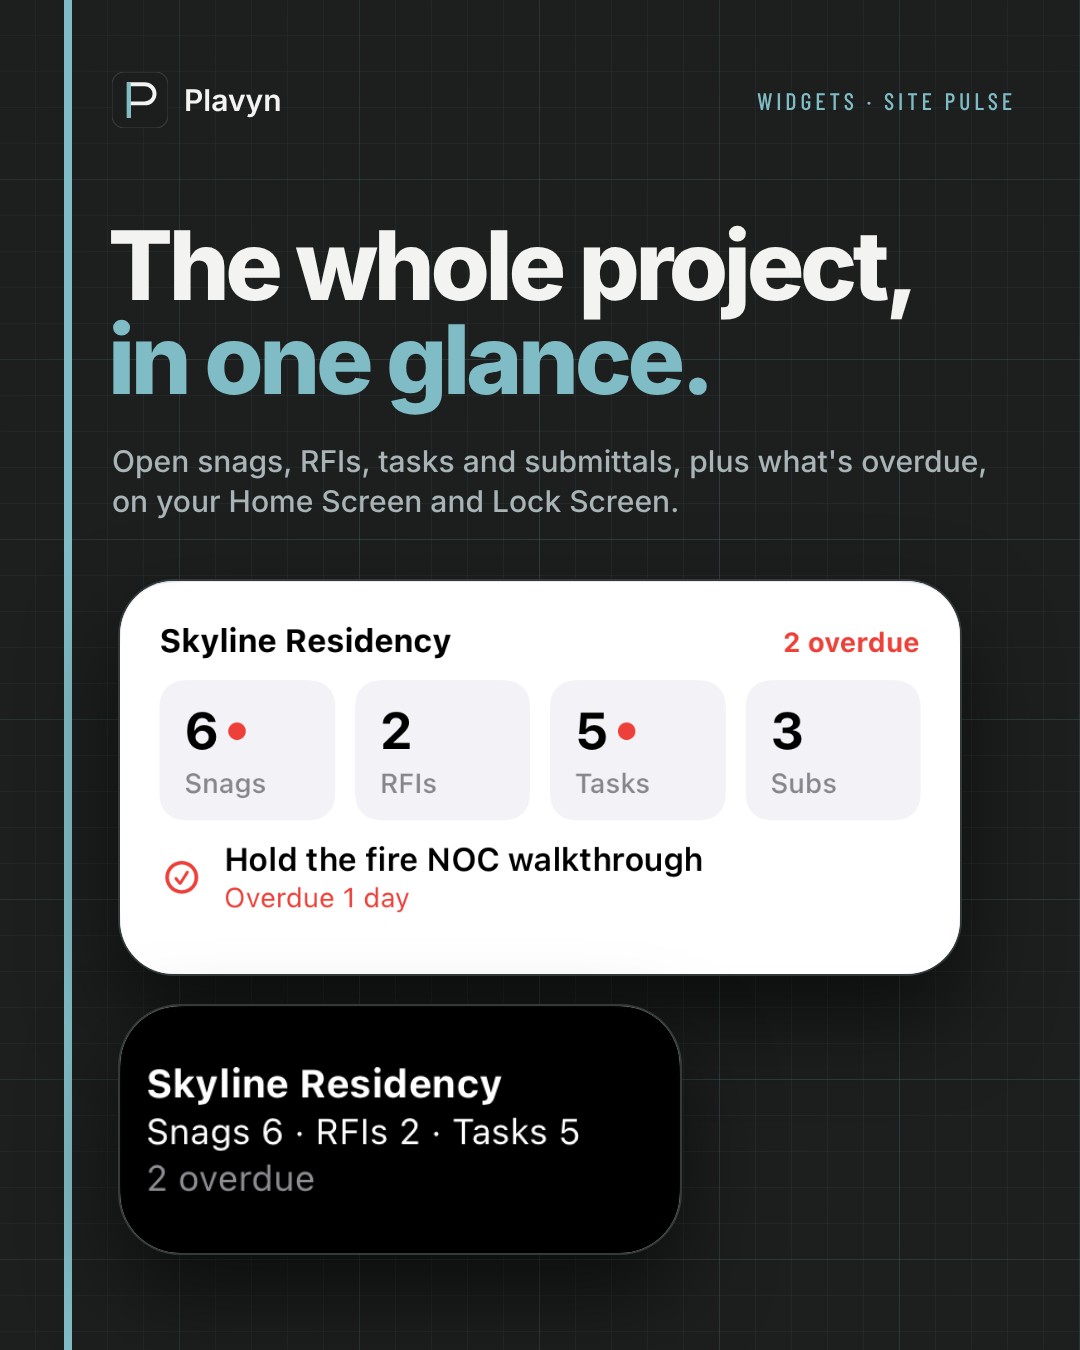 Plavyn
WIDGETS · SITE PULSE
The whole project,
in one glance.
Open snags, RFIs, tasks and submittals, plus what's overdue,
on your Home Screen and Lock Screen.
Skyline Residency
2 overdue
6
Snags
2
RFIs
5
Tasks
3
Subs
Hold the fire NOC walkthrough
Overdue 1 day
Skyline Residency
Snags 6 · RFIs 2 · Tasks 5
2 overdue